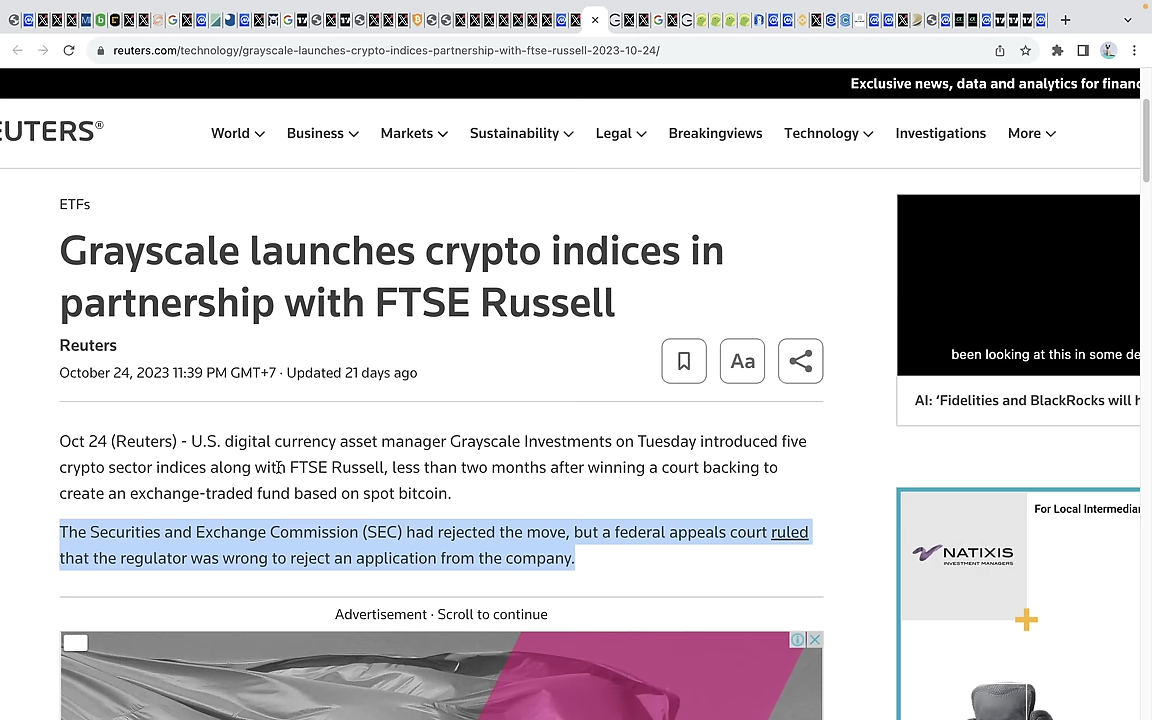 reuters.com/technology/grayscale-launches-crypto-indices-partnership-with-ftse-russell-2023-10-24/
Exclusive news, data and analytics for financ
EUTERS®
World
Business
Markets
Sustainability
Legal
Breakingviews
Technology
Investigations
More
ETFs
Grayscale launches crypto indices in
partnership with FTSE Russell
Reuters
October 24, 2023 11:39 PM GMT+7 · Updated 21 days ago
Aa
Oct 24 (Reuters) - U.S. digital currency asset manager Grayscale Investments on Tuesday introduced five
crypto sector indices along with FTSE Russell, less than two months after winning a court backing to
create an exchange-traded fund based on spot bitcoin.
The Securities and Exchange Commission (SEC) had rejected the move, but a federal appeals court ruled
that the regulator was wrong to reject an application from the company.
Advertisement · Scroll to continue
been looking at this in some de
AI: ‘Fidelities and BlackRocks will h
For Local Intermediar
NATIXIS
INVESTMENT MANAGERS